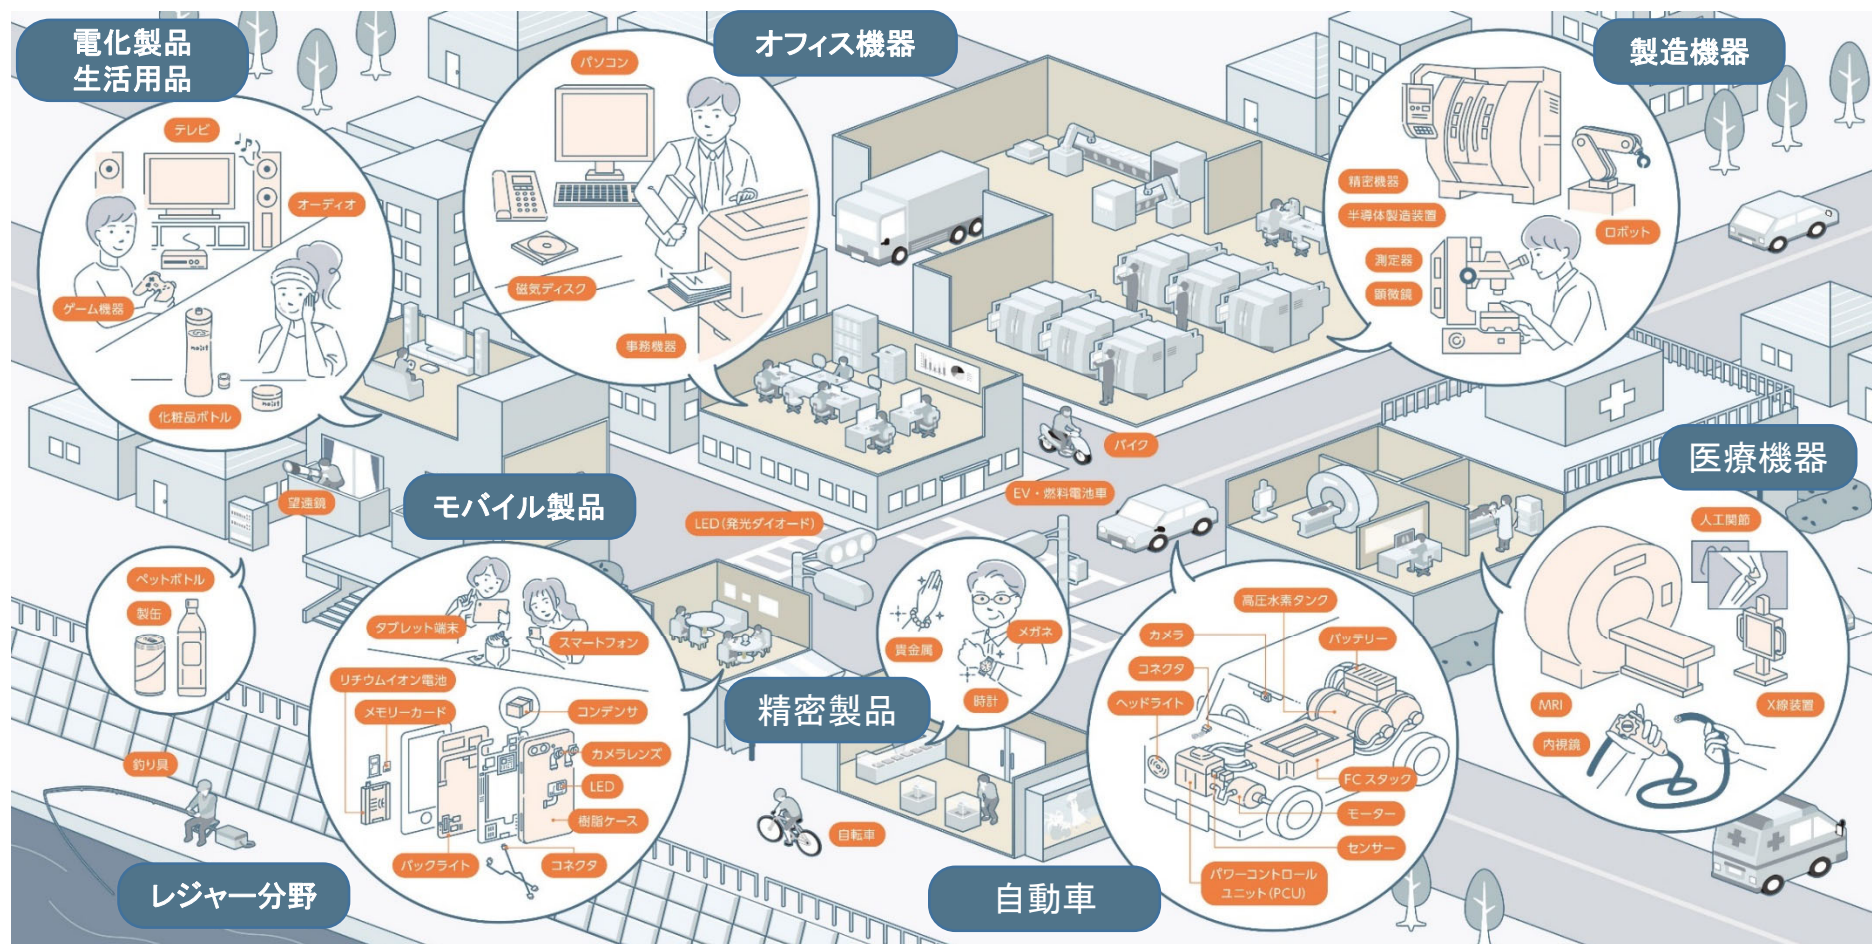 電化製品
生活用品
テレビ
オーディオ
ゲーム機器
化粧品ボトル
オフィス機器
パソコン
磁気ディスク
事務機器
製造機器
精密機器
半導体製造装置
ロボット
測定器
顕微鏡
望遠鏡
バイク
EV・燃料電池車
LED(発光ダイオード)
モバイル製品
タブレット端末
スマートフォン
リチウムイオン電池
メモリーカード
コンデンサ
カメラレンズ
LED
樹脂ケース
バックライト
コネクタ
ペットボトル
製缶
釣り具
レジャー分野
精密製品
貴金属
メガネ
時計
自転車
自動車
高圧水素タンク
カメラ
バッテリー
コネクタ
ヘッドライト
FCスタック
モーター
センサー
パワーコントロール
ユニット(PCU)
医療機器
人工関節
MRI
X線装置
内視鏡